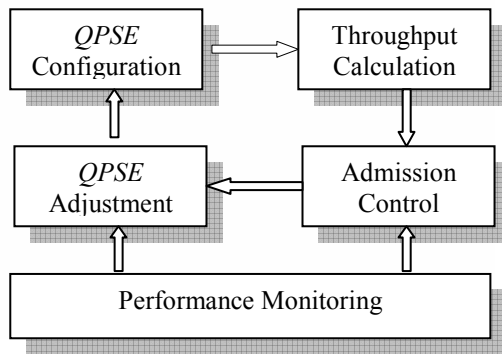 QPSE
Configuration
Throughput
Calculation
QPSE
Adjustment
Admission
Control
Performance Monitoring